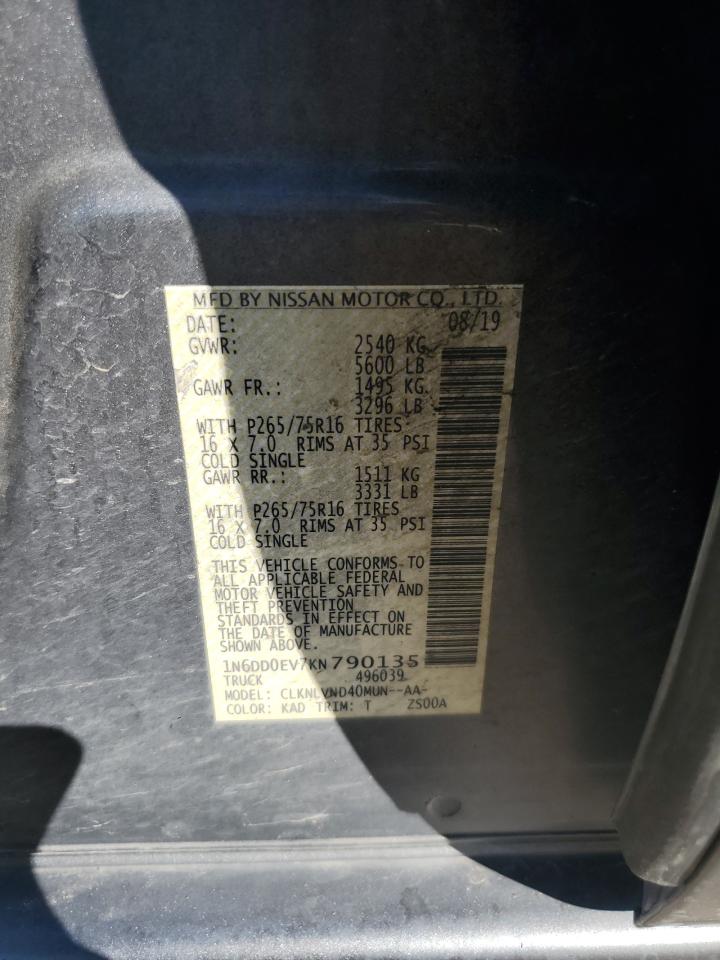 MFD BY NISSAN MOTOR CO., LTD.
DATE: 08/19
GVWR: 2540 KG
5600 LB
GAWR FR.: 1495 KG
3296 LB
WITH P265/75R16 TIRES
16 X 7.0 RIMS AT 35 PSI
COLD SINGLE
GAWR RR.: 1511 KG
3331 LB
WITH P265/75R16 TIRES
16 X 7.0 RIMS AT 35 PSI
COLD SINGLE
THIS VEHICLE CONFORMS TO
ALL APPLICABLE FEDERAL
MOTOR VEHICLE SAFETY AND
THEFT PREVENTION
STANDARDS IN EFFECT ON
THE DATE OF MANUFACTURE
SHOWN ABOVE.
1N6DD0EV7KN790135
TRUCK 496039
MODEL: CLKNLVND40MUN--AA-
COLOR: KAD TRIM: T ZS00A